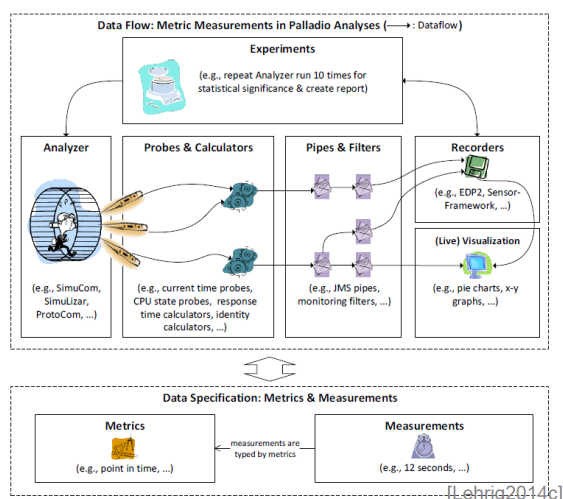 Data Flow: Metric Measurements in Palladio Analyses (⟶ : Dataflow)
Experiments
(e.g., repeat Analyzer run 10 times for
statistical significance & create report)
Analyzer
(e.g., SimuCom,
SimuLizar,
ProtoCom, ...)
Probes & Calculators
(e.g., current time probes,
CPU state probes, response
time calculators, identity
calculators, ...)
Pipes & Filters
(e.g., JMS pipes,
monitoring filters, ...)
Recorders
(e.g., EDP2, Sensor-
Framework, ...)
(Live) Visualization
(e.g., pie charts, x-y
graphs, ...)
Data Specification: Metrics & Measurements
Metrics
(e.g., point in time, ...)
measurements are
typed by metrics
Measurements
(e.g., 12 seconds, ...)
[Lehrig2014c]